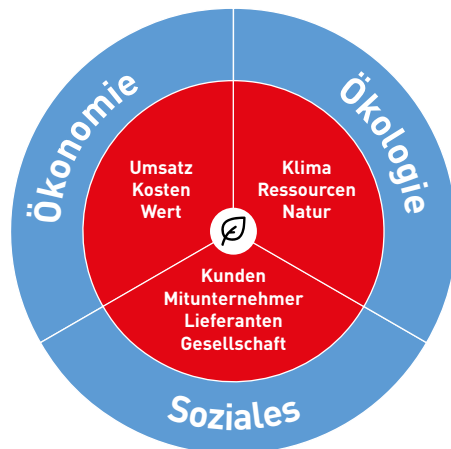 Ökonomie
Umsatz
Kosten
Wert
Ökologie
Klima
Ressourcen
Natur
Kunden
Mitunternehmer
Lieferanten
Gesellschaft
Soziales